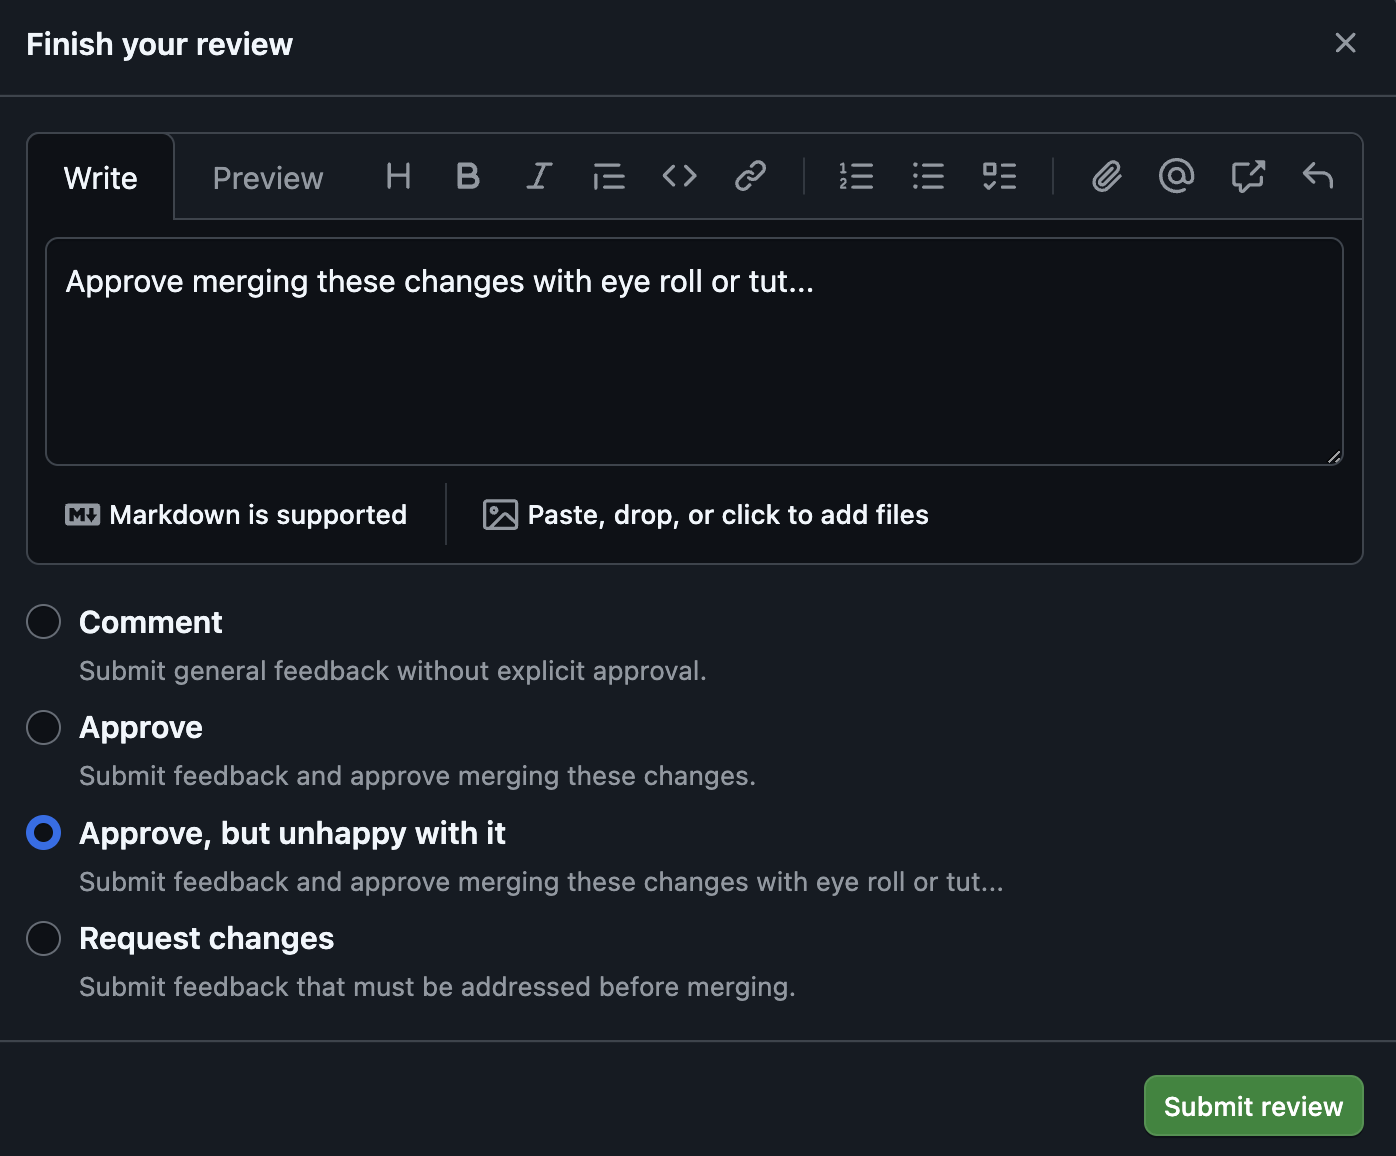 Finish your review
Write
Preview
Approve merging these changes with eye roll or tut...
Markdown is supported
Paste, drop, or click to add files
Comment
Submit general feedback without explicit approval.
Approve
Submit feedback and approve merging these changes.
Approve, but unhappy with it
Submit feedback and approve merging these changes with eye roll or tut...
Request changes
Submit feedback that must be addressed before merging.
Submit review